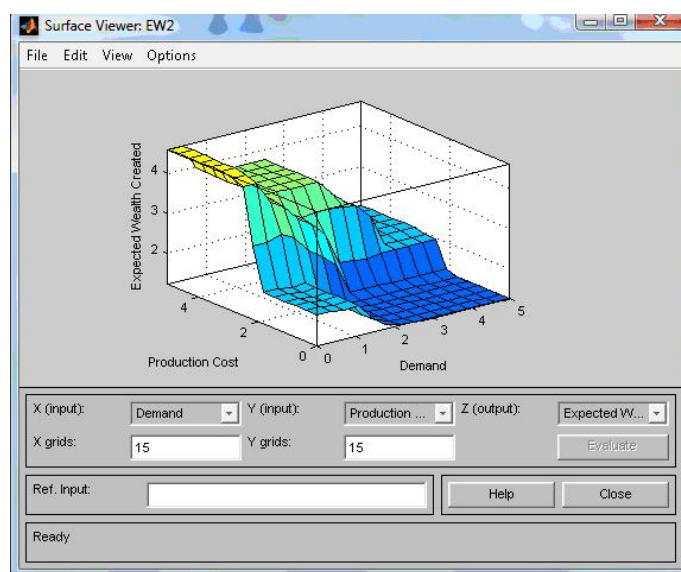 Surface Viewer: EW2
File Edit View Options
Expected Wealth Created
4
3
2
4
2
0
0
1
2
3
4
5
Production Cost
Demand
X (input): Demand Y (input): Production ... Z (output): Expected W...
X grids: 15 Y grids: 15 Evaluate
Ref. Input: Help Close
Ready